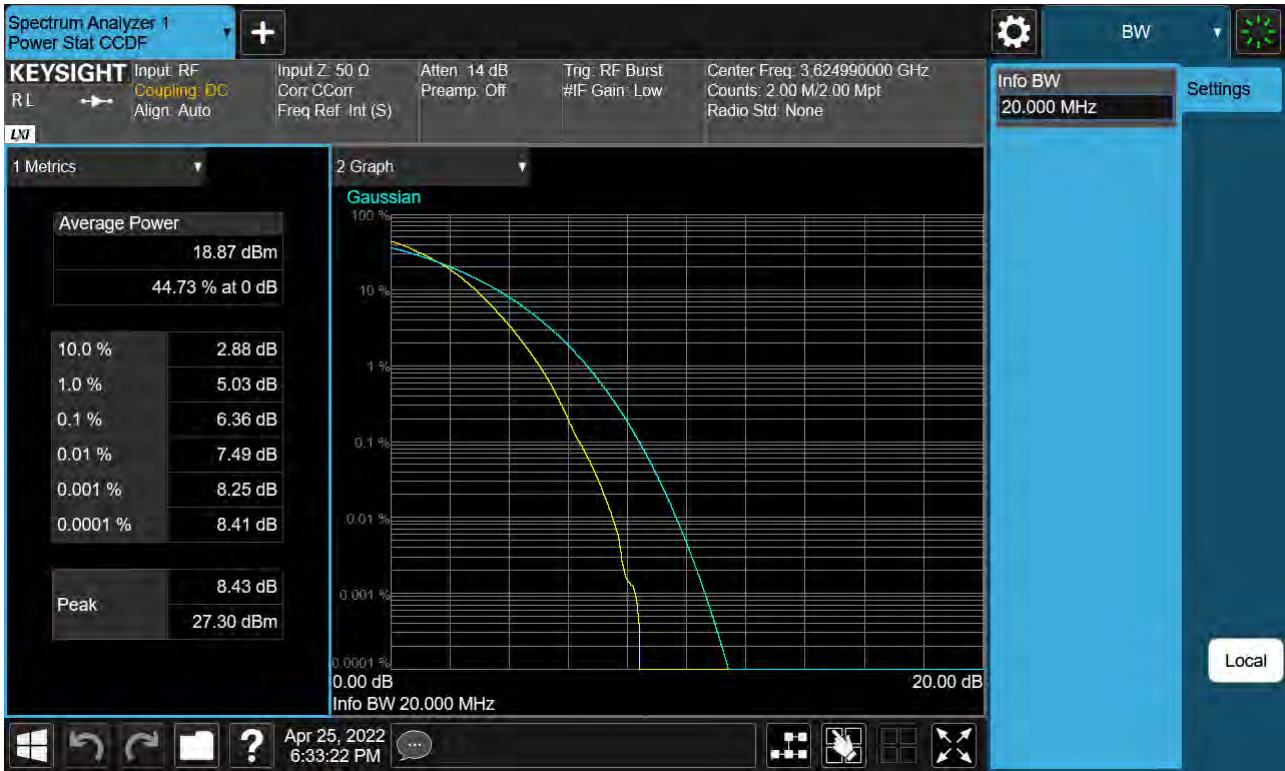 Spectrum Analyzer 1
Power Stat CCDF
+
BW
KEYSIGHT
RL
LXI
Input: RF
Coupling: DC
Align: Auto
Input Z: 50 Ω
Corr CCorr
Freq Ref: Int (S)
Atten: 14 dB
Preamp: Off
Trig: RF Burst
#IF Gain: Low
Center Freq: 3.624990000 GHz
Counts: 2.00 M/2.00 Mpt
Radio Std: None
Info BW
20.000 MHz
Settings
1 Metrics
Average Power
18.87 dBm
44.73 % at 0 dB
10.0 % 2.88 dB
1.0 % 5.03 dB
0.1 % 6.36 dB
0.01 % 7.49 dB
0.001 % 8.25 dB
0.0001 % 8.41 dB
Peak
8.43 dB
27.30 dBm
2 Graph
Gaussian
100 %
10 %
1 %
0.1 %
0.01 %
0.001 %
0.0001 %
0.00 dB 20.00 dB
Info BW 20.000 MHz
Local
?
Apr 25, 2022
6:33:22 PM